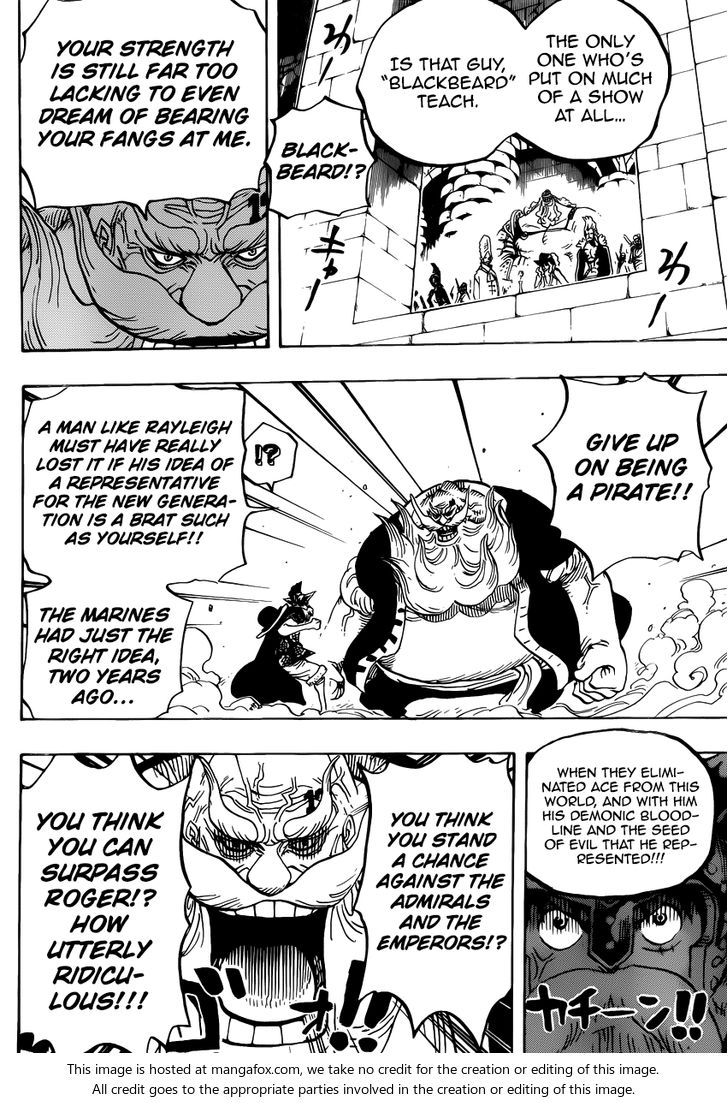 THE ONLY
ONE WHO'S
PUT ON MUCH
OF A SHOW
AT ALL...
IS THAT GUY,
"BLACKBEARD"
TEACH.
BLACK-
BEARD!?
YOUR STRENGTH
IS STILL FAR TOO
LACKING TO EVEN
DREAM OF BEARING
YOUR FANGS AT ME.
GIVE UP
ON BEING
A PIRATE!!
!?
A MAN LIKE RAYLEIGH
MUST HAVE REALLY
LOST IT IF HIS IDEA OF
A REPRESENTATIVE
FOR THE NEW GENERA-
TION IS A BRAT SUCH
AS YOURSELF!!
THE MARINES
HAD JUST THE
RIGHT IDEA,
TWO YEARS
AGO...
WHEN THEY ELIMI-
NATED ACE FROM THIS
WORLD, AND WITH HIM
HIS DEMONIC BLOOD-
LINE AND THE SEED
OF EVIL THAT HE REP-
RESENTED!!!
カチーン!!
YOU THINK
YOU STAND
A CHANCE
AGAINST THE
ADMIRALS
AND THE
EMPERORS!?
YOU THINK
YOU CAN
SURPASS
ROGER!?
HOW
UTTERLY
RIDICU-
LOUS!!!
This image is hosted at mangafox.com, we take no credit for the creation or editing of this image.
All credit goes to the appropriate parties involved in the creation or editing of this image.